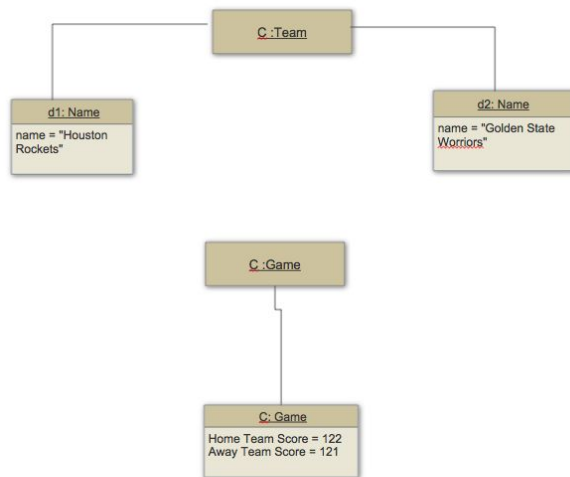 C :Team
d1: Name
name = "Houston
Rockets"
d2: Name
name = "Golden State
Worriors"
C :Game
C: Game
Home Team Score = 122
Away Team Score = 121